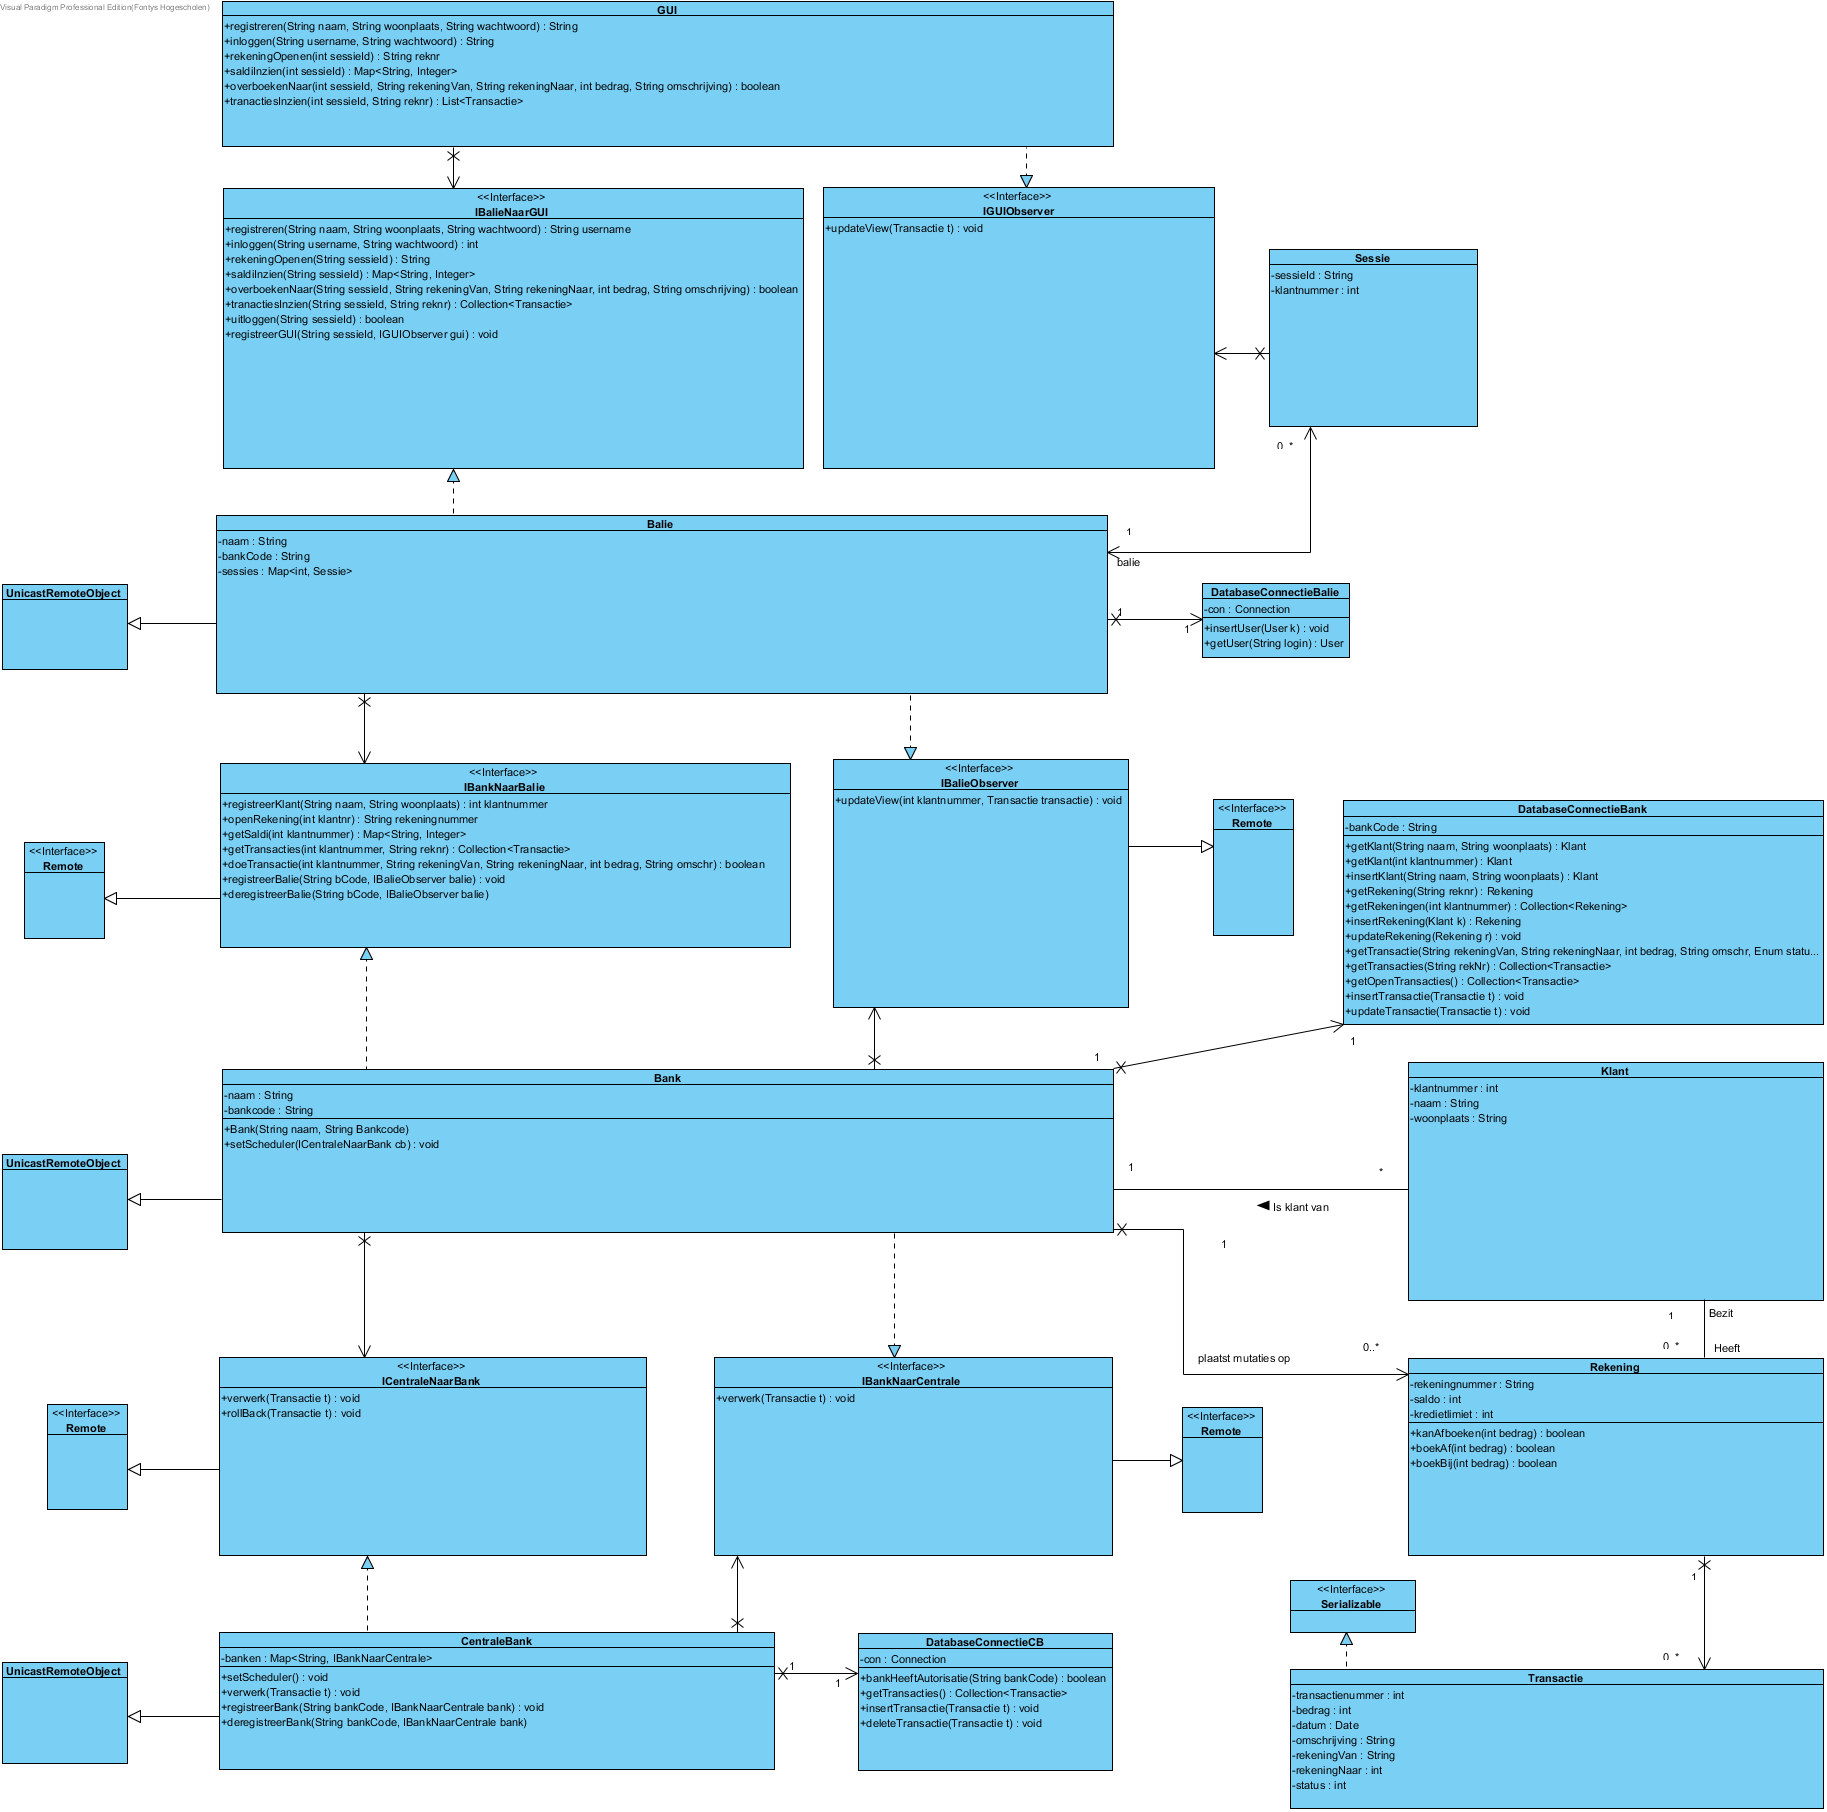 Visual Paradigm Professional Edition(Fontys Hogescholen)
GUI
+registreren(String naam, String woonplaats, String wachtwoord) : String
+inloggen(String username, String wachtwoord) : String
+rekeningOpenen(int sessieId) : String reknr
+saldiInzien(int sessieId) : Map<String, Integer>
+overboekenNaar(int sessieId, String rekeningVan, String rekeningNaar, int bedrag, String omschrijving) : boolean
+tranactiesInzien(int sessieId, String reknr) : List<Transactie>
<<Interface>>
IBalieNaarGUI
+registreren(String naam, String woonplaats, String wachtwoord) : String username
+inloggen(String username, String wachtwoord) : int
+rekeningOpenen(String sessieId) : String
+saldiInzien(String sessieId) : Map<String, Integer>
+overboekenNaar(String sessieId, String rekeningVan, String rekeningNaar, int bedrag, String omschrijving) : boolean
+tranactiesInzien(String sessieId, String reknr) : Collection<Transactie>
+uitloggen(String sessieId) : boolean
+registreerGUI(String sessieId, IGUIObserver gui) : void
<<Interface>>
IGUIObserver
+updateView(Transactie t) : void
Sessie
-sessieId : String
-klantnummer : int
0..*
1
balie
Balie
-naam : String
-bankCode : String
-sessies : Map<int, Sessie>
UnicastRemoteObject
1
1
DatabaseConnectieBalie
-con : Connection
+insertUser(User k) : void
+getUser(String login) : User
<<Interface>>
IBankNaarBalie
+registreerKlant(String naam, String woonplaats) : int klantnummer
+openRekening(int klantnr) : String rekeningnummer
+getSaldi(int klantnummer) : Map<String, Integer>
+getTransacties(int klantnummer, String reknr) : Collection<Transactie>
+doeTransactie(int klantnummer, String rekeningVan, String rekeningNaar, int bedrag, String omschr) : boolean
+registreerBalie(String bCode, IBalieObserver balie) : void
+deregistreerBalie(String bCode, IBalieObserver balie)
<<Interface>>
Remote
<<Interface>>
IBalieObserver
+updateView(int klantnummer, Transactie transactie) : void
<<Interface>>
Remote
DatabaseConnectieBank
-bankCode : String
+getKlant(String naam, String woonplaats) : Klant
+getKlant(int klantnummer) : Klant
+insertKlant(String naam, String woonplaats) : Klant
+getRekening(String reknr) : Rekening
+getRekeningen(int klantnummer) : Collection<Rekening>
+insertRekening(Klant k) : Rekening
+updateRekening(Rekening r) : void
+getTransactie(String rekeningVan, String rekeningNaar, int bedrag, String omschr, Enum statu...
+getTransacties(String rekNr) : Collection<Transactie>
+getOpenTransacties() : Collection<Transactie>
+insertTransactie(Transactie t) : void
+updateTransactie(Transactie t) : void
1
1
Bank
-naam : String
-bankcode : String
+Bank(String naam, String Bankcode)
+setScheduler(ICentraleNaarBank cb) : void
UnicastRemoteObject
Klant
-klantnummer : int
-naam : String
-woonplaats : String
1
*
Is klant van
1
0..*
plaatst mutaties op
1
Bezit
0..*
Heeft
<<Interface>>
ICentraleNaarBank
+verwerk(Transactie t) : void
+rollBack(Transactie t) : void
<<Interface>>
Remote
<<Interface>>
IBankNaarCentrale
+verwerk(Transactie t) : void
<<Interface>>
Remote
Rekening
-rekeningnummer : String
-saldo : int
-kredietlimiet : int
+kanAfboeken(int bedrag) : boolean
+boekAf(int bedrag) : boolean
+boekBij(int bedrag) : boolean
1
0..*
<<Interface>>
Serializable
CentraleBank
-banken : Map<String, IBankNaarCentrale>
+setScheduler() : void
+verwerk(Transactie t) : void
+registreerBank(String bankCode, IBankNaarCentrale bank) : void
+deregistreerBank(String bankCode, IBankNaarCentrale bank)
UnicastRemoteObject
1
1
DatabaseConnectieCB
-con : Connection
+bankHeeftAutorisatie(String bankCode) : boolean
+getTransacties() : Collection<Transactie>
+insertTransactie(Transactie t) : void
+deleteTransactie(Transactie t) : void
Transactie
-transactienummer : int
-bedrag : int
-datum : Date
-omschrijving : String
-rekeningVan : String
-rekeningNaar : int
-status : int